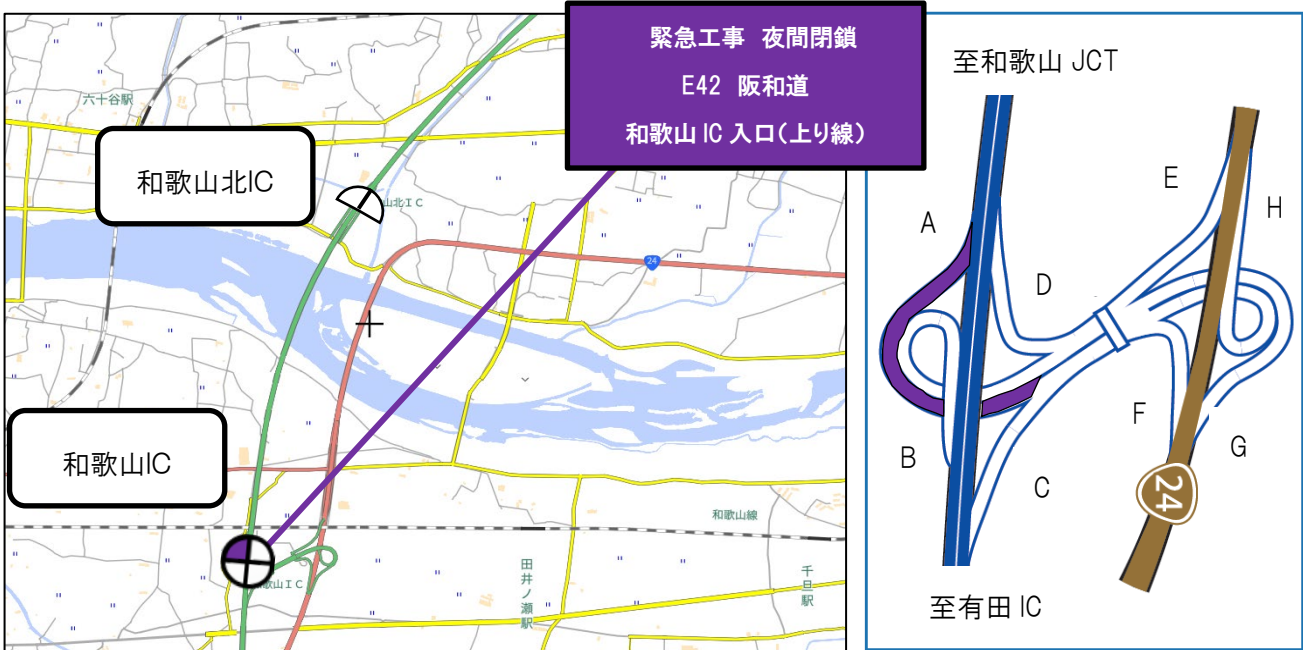 緊急工事 夜間閉鎖
E42 阪和道
和歌山 IC 入口(上り線)
六十谷駅
和歌山北IC
山北IC
24
和歌山IC
和歌山線
歌山IC
田井ノ瀬駅
千旦駅
至和歌山 JCT
E
H
A
D
F
G
B
C
24
至有田 IC